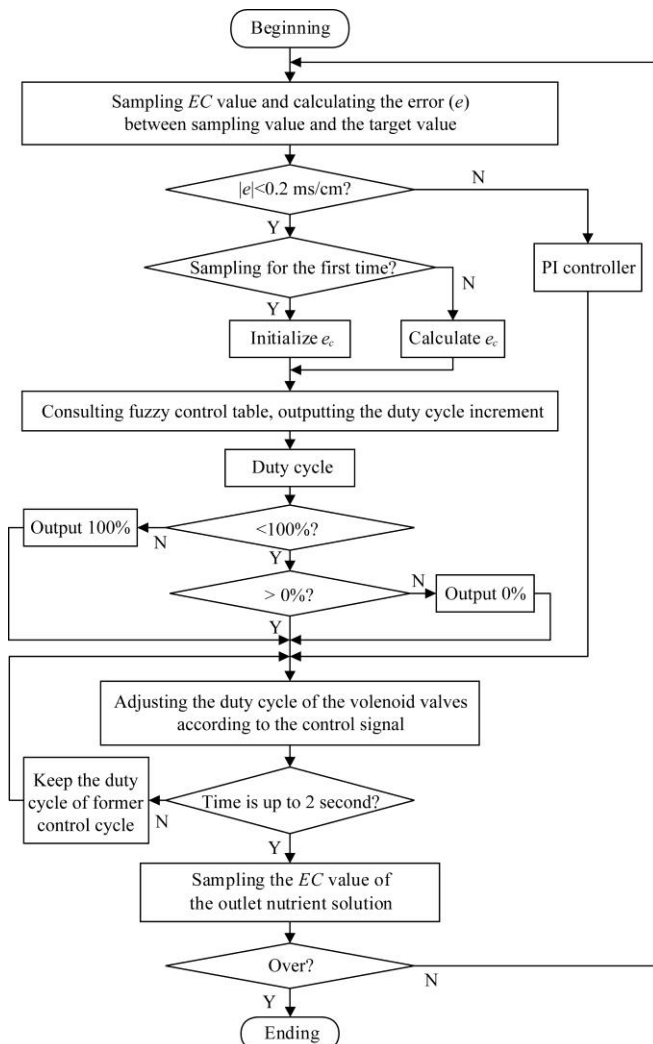 Beginning
Sampling EC value and calculating the error (e)
between sampling value and the target value
|e|<0.2 ms/cm?
N
Y
Sampling for the first time?
PI controller
N
Y
Initialize e_c
Calculate e_c
Consulting fuzzy control table, outputting the duty cycle increment
Duty cycle
Output 100%
<100%?
N
Y
> 0%?
N
Output 0%
Y
Adjusting the duty cycle of the volenoid valves
according to the control signal
Keep the duty
cycle of former
control cycle
Time is up to 2 second?
N
Y
Sampling the EC value of
the outlet nutrient solution
Over?
N
Y
Ending